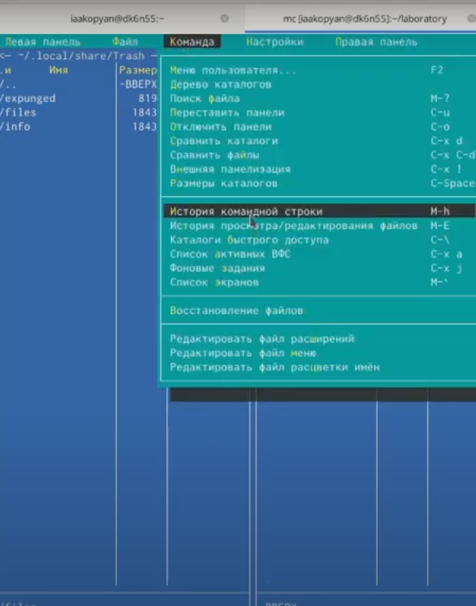 iaakopyan@dk6n55:~
mc [iaakopyan@dk6n55]:~/laboratory
Левая панель Файл Команда Настройки Правая панель
<— ~/.local/share/Trash
.и Имя Размер
/.. -ВВЕРХ
/expunged 819
/files 1843
/info 1843
Меню пользователя... F2
Дерево каталогов
Поиск файла M-?
Переставить панели C-u
Отключить панели C-o
Сравнить каталоги C-x d
Сравнить файлы C-x C-d
Внешняя панелизация C-x !
Размеры каталогов C-Space
История командной строки M-h
История просмотра/редактирования файлов M-E
Каталоги быстрого доступа C-\
Список активных ВФС C-x a
Фоновые задания C-x j
Список экранов M-`
Восстановление файлов
Редактировать файл расширений
Редактировать файл меню
Редактировать файл расцветки имён